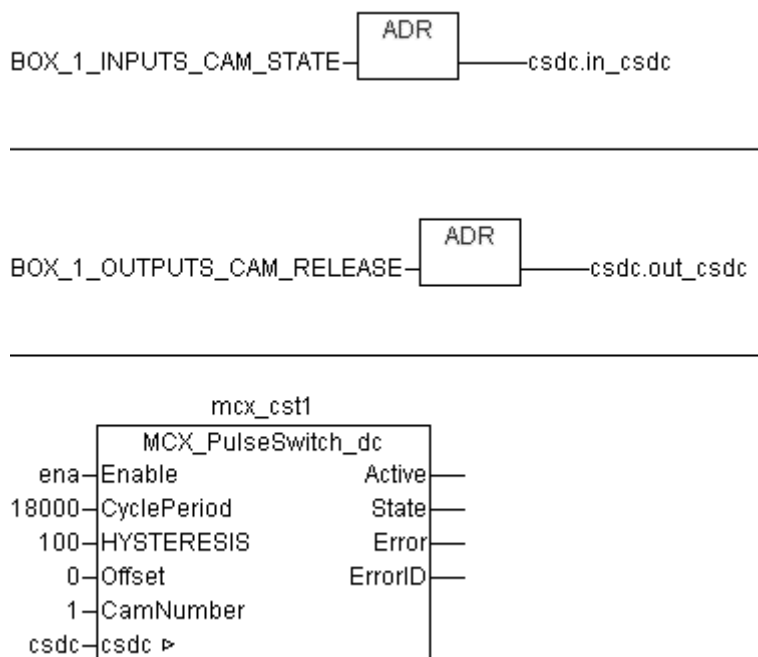 ADR
BOX_1_INPUTS_CAM_STATE csdc.in_csdc
ADR
BOX_1_OUTPUTS_CAM_RELEASE csdc.out_csdc
mcx_cst1
MCX_PulseSwitch_dc
ena Enable Active
18000 CyclePeriod State
100 HYSTERESIS Error
0 Offset ErrorID
1 CamNumber
csdc csdc ▹